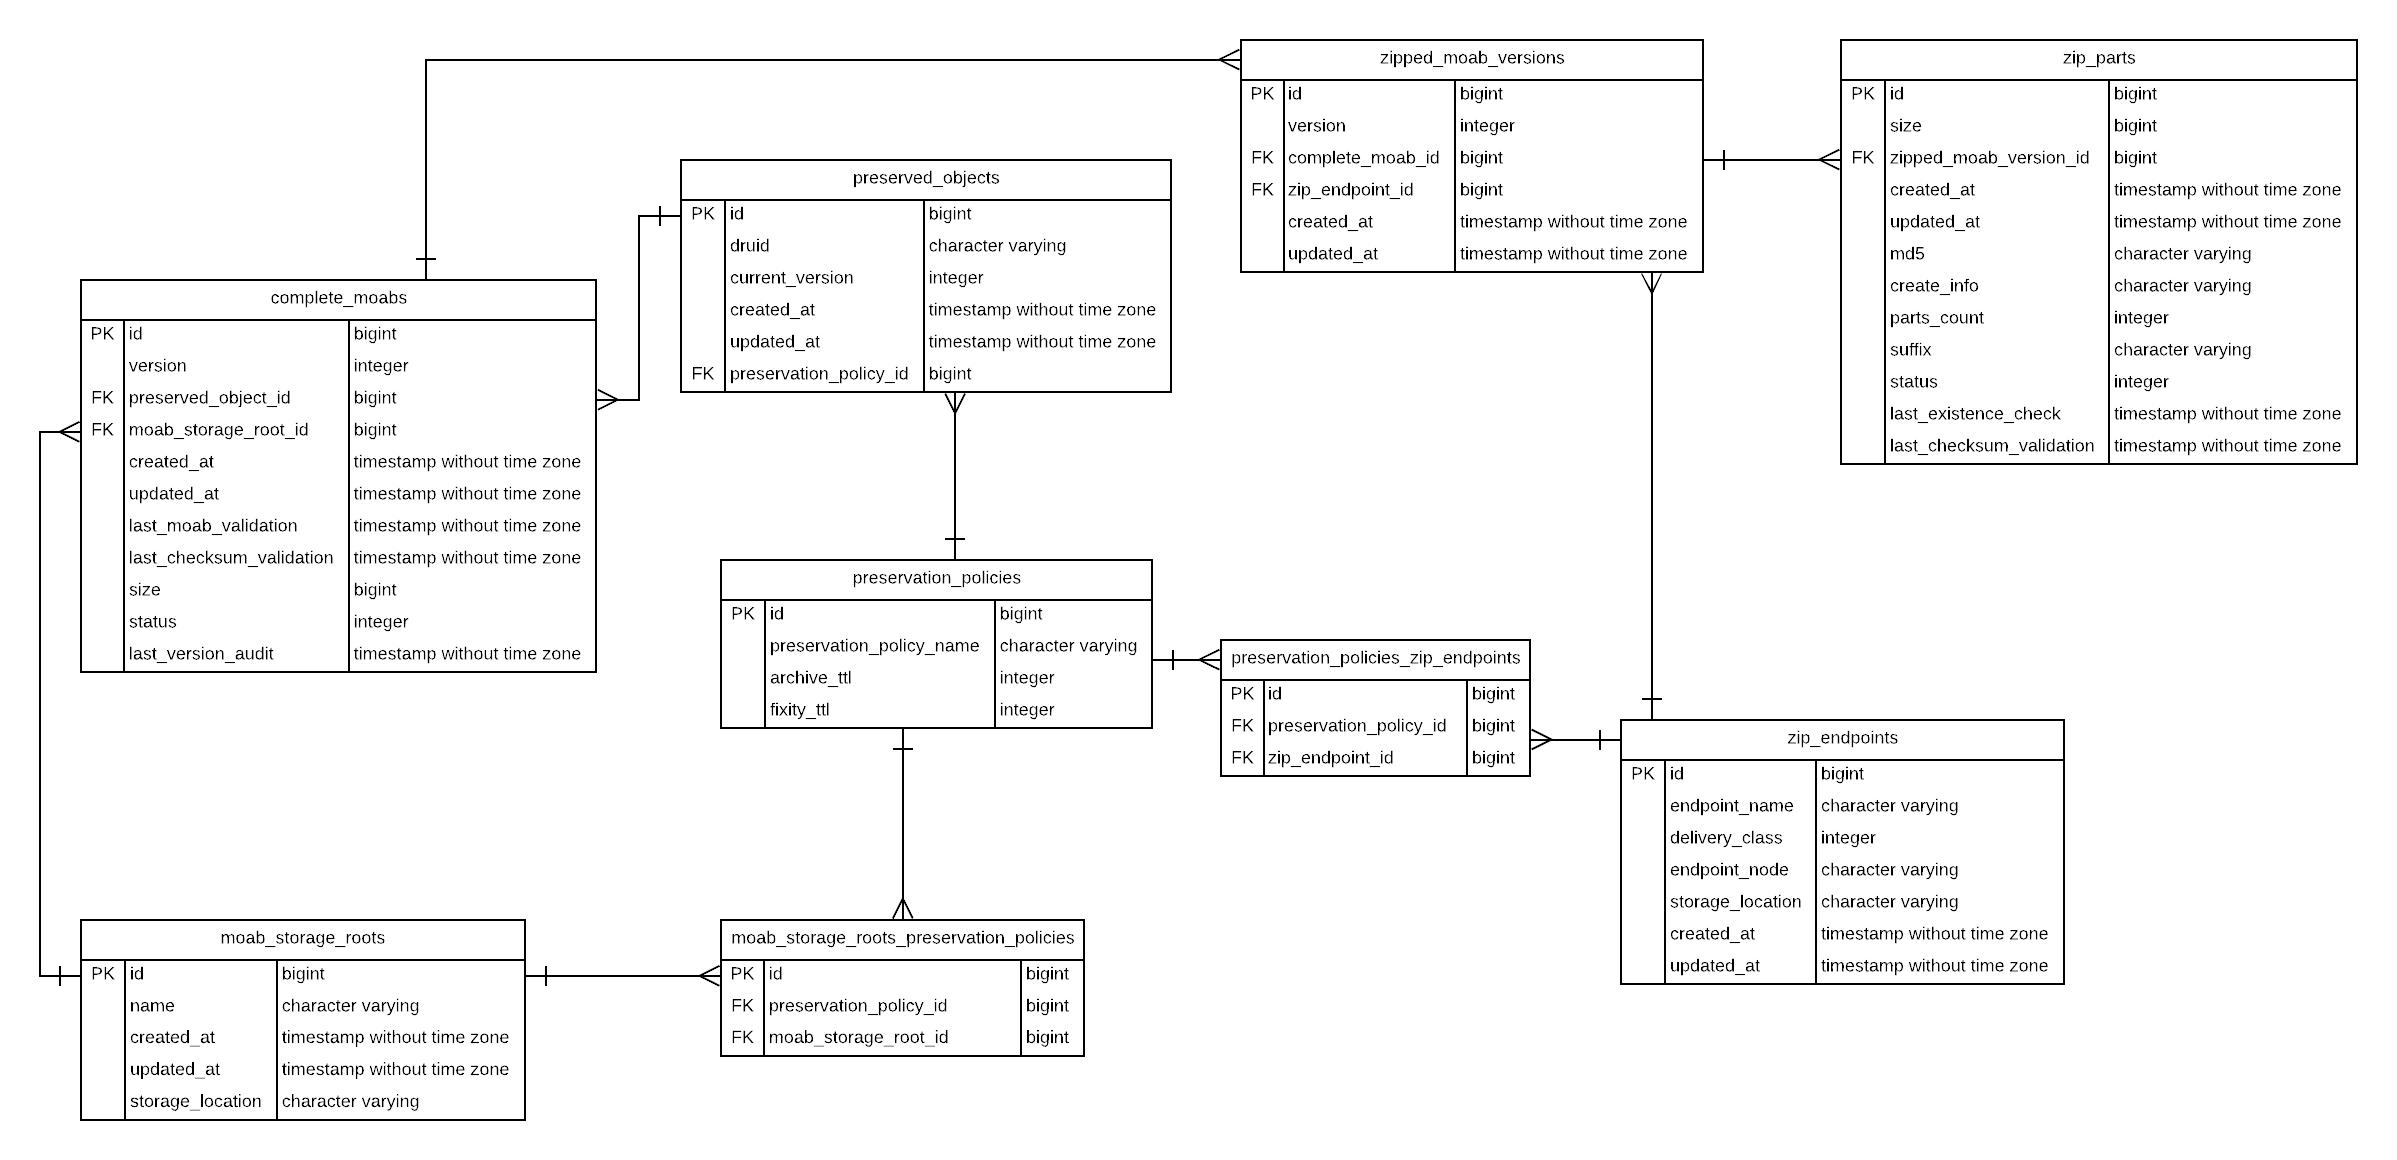 zipped_moab_versions
PK id bigint
version integer
FK complete_moab_id bigint
FK zip_endpoint_id bigint
created_at timestamp without time zone
updated_at timestamp without time zone
zip_parts
PK id bigint
size bigint
FK zipped_moab_version_id bigint
created_at timestamp without time zone
updated_at timestamp without time zone
md5 character varying
create_info character varying
parts_count integer
suffix character varying
status integer
last_existence_check timestamp without time zone
last_checksum_validation timestamp without time zone
preserved_objects
PK id bigint
druid character varying
current_version integer
created_at timestamp without time zone
updated_at timestamp without time zone
FK preservation_policy_id bigint
complete_moabs
PK id bigint
version integer
FK preserved_object_id bigint
FK moab_storage_root_id bigint
created_at timestamp without time zone
updated_at timestamp without time zone
last_moab_validation timestamp without time zone
last_checksum_validation timestamp without time zone
size bigint
status integer
last_version_audit timestamp without time zone
preservation_policies
PK id bigint
preservation_policy_name character varying
archive_ttl integer
fixity_ttl integer
preservation_policies_zip_endpoints
PK id bigint
FK preservation_policy_id bigint
FK zip_endpoint_id bigint
zip_endpoints
PK id bigint
endpoint_name character varying
delivery_class integer
endpoint_node character varying
storage_location character varying
created_at timestamp without time zone
updated_at timestamp without time zone
moab_storage_roots
PK id bigint
name character varying
created_at timestamp without time zone
updated_at timestamp without time zone
storage_location character varying
moab_storage_roots_preservation_policies
PK id bigint
FK preservation_policy_id bigint
FK moab_storage_root_id bigint